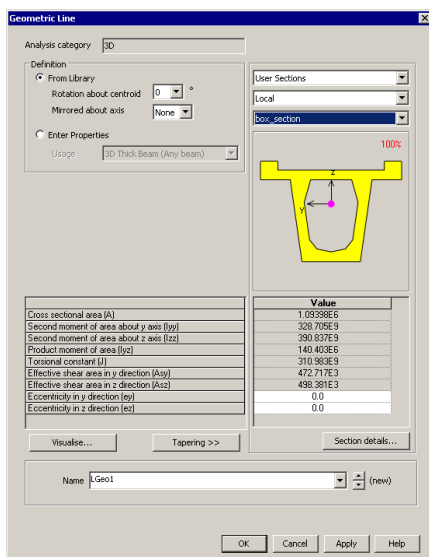 Geometric Line
Analysis category 3D
Definition
From Library
Rotation about centroid 0 °
Mirrored about axis None
Enter Properties
Usage 3D Thick Beam (Any beam)
User Sections
Local
box_section
100%
z
y
Value
Cross sectional area (A) 1.09398E6
Second moment of area about y axis (Iyy) 328.705E9
Second moment of area about z axis (Izz) 390.837E9
Product moment of area (Iyz) 140.403E6
Torsional constant (J) 310.983E9
Effective shear area in y direction (Asy) 472.717E3
Effective shear area in z direction (Asz) 498.381E3
Eccentricity in y direction (ey) 0.0
Eccentricity in z direction (ez) 0.0
Visualise... Tapering >> Section details...
Name LGeo1 (new)
OK Cancel Apply Help